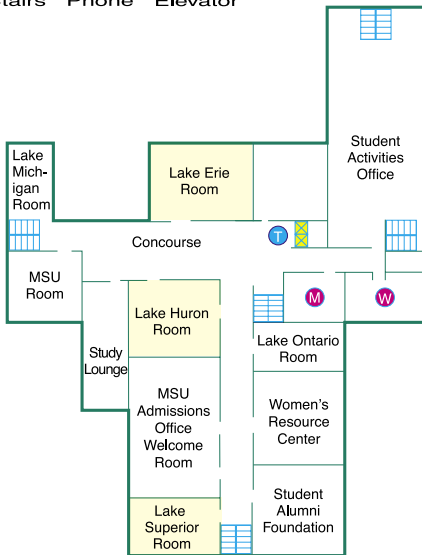 Phone Elevator
Student
Activities
Office
Lake
Mich-
igan
Room
Lake Erie
Room
T
Concourse
MSU
Room
M
W
Lake Huron
Room
Lake Ontario
Room
Study
Lounge
MSU
Admissions
Office
Welcome
Room
Women's
Resource
Center
Lake
Superior
Room
Student
Alumni
Foundation